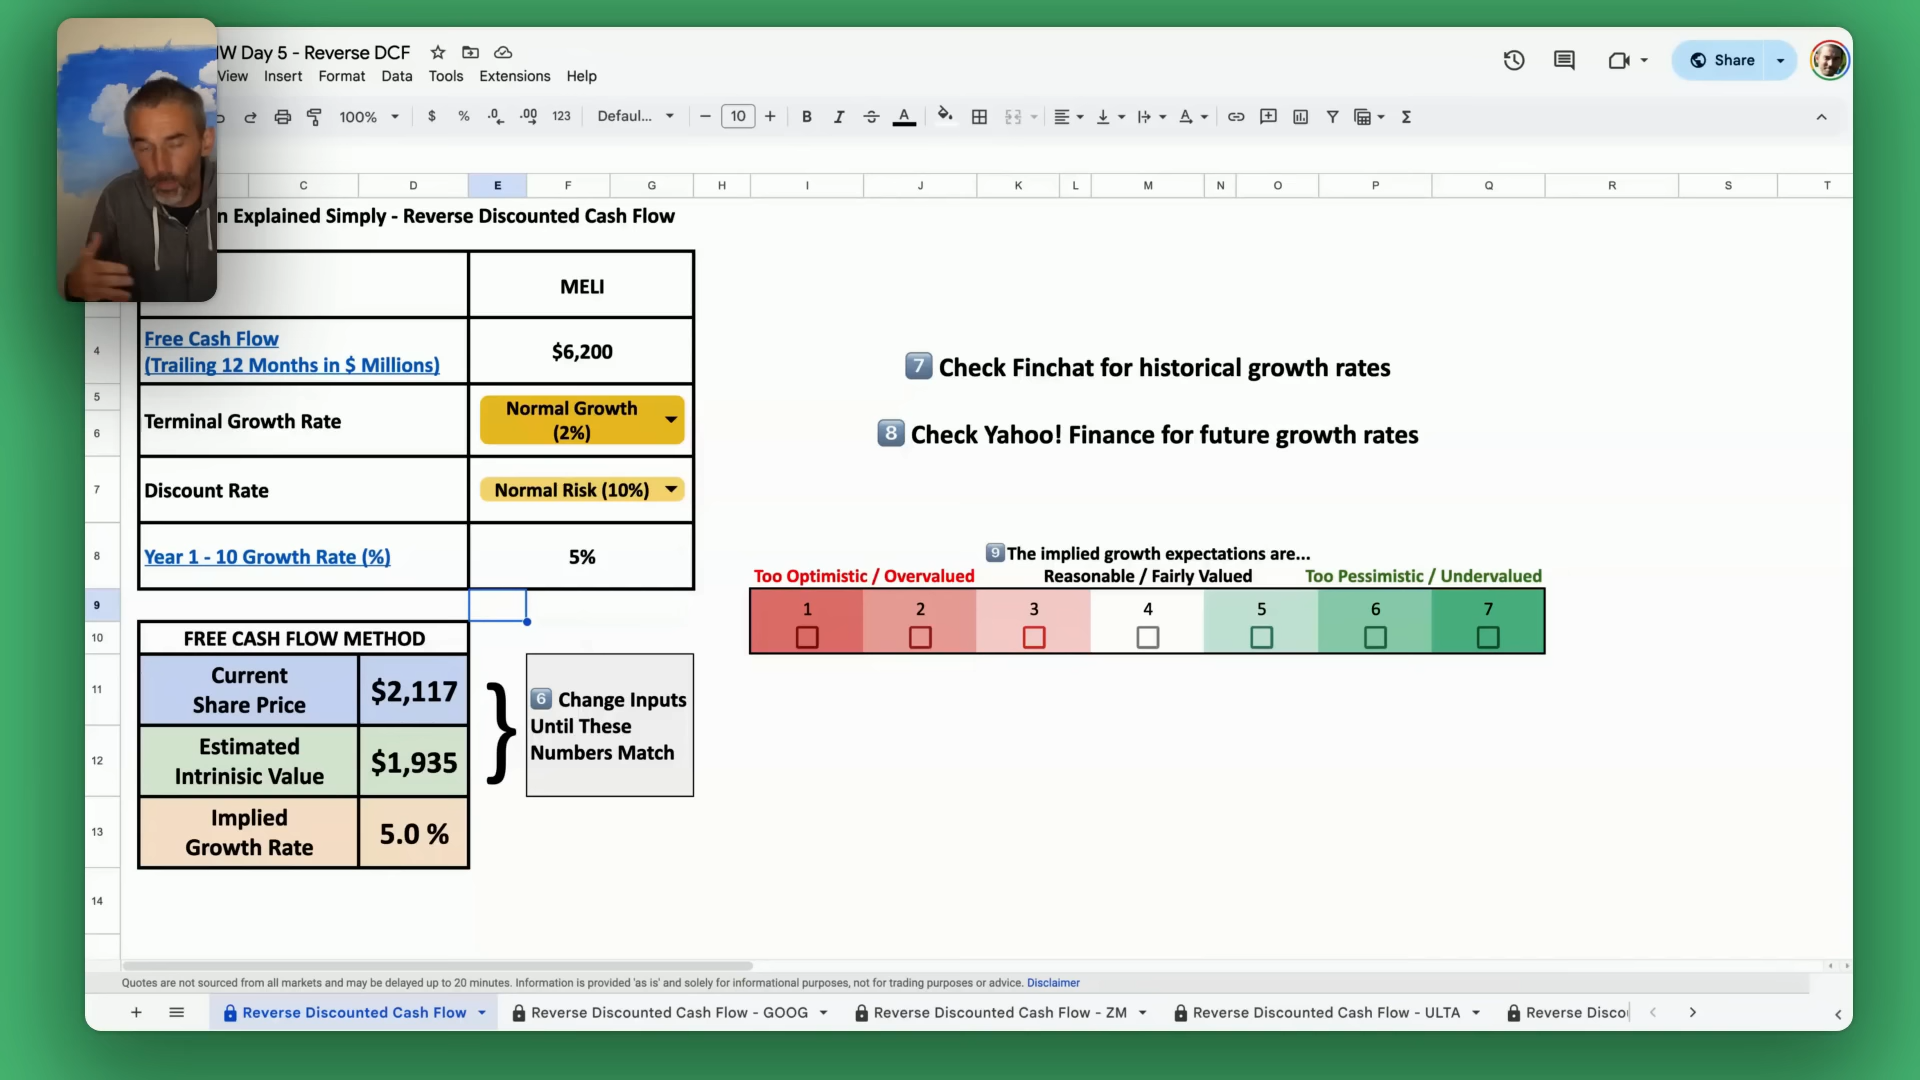 IW Day 5 - Reverse DCF
View Insert Format Data Tools Extensions Help
Share
100% $ % .0 .00 123 Defaul... 10 B I A
C D E F G H I J K L M N O P Q R S T
n Explained Simply - Reverse Discounted Cash Flow
MELI
4
Free Cash Flow
(Trailing 12 Months in $ Millions)
$6,200
5
6
Terminal Growth Rate
Normal Growth
(2%)
7
Discount Rate
Normal Risk (10%)
8
Year 1 - 10 Growth Rate (%)
5%
7 Check Finchat for historical growth rates
8 Check Yahoo! Finance for future growth rates
9 The implied growth expectations are...
Too Optimistic / Overvalued Reasonable / Fairly Valued Too Pessimistic / Undervalued
1 2 3 4 5 6 7
9
10
FREE CASH FLOW METHOD
11
Current
Share Price
$2,117
12
Estimated
Intrinisic Value
$1,935
13
Implied
Growth Rate
5.0 %
}
6 Change Inputs
Until These
Numbers Match
14
Quotes are not sourced from all markets and may be delayed up to 20 minutes. Information is provided 'as is' and solely for informational purposes, not for trading purposes or advice. Disclaimer
Reverse Discounted Cash Flow Reverse Discounted Cash Flow - GOOG Reverse Discounted Cash Flow - ZM Reverse Discounted Cash Flow - ULTA Reverse Disco